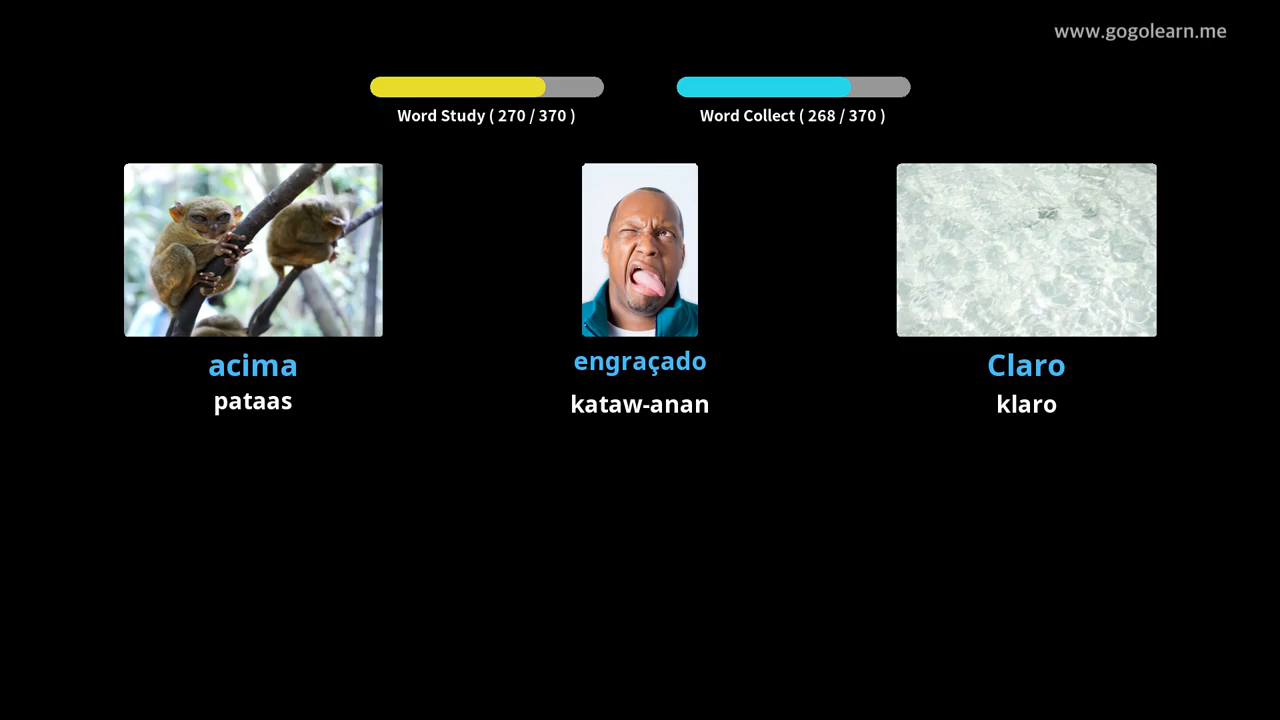 www.gogolearn.me
Word Study ( 270 / 370 )
Word Collect ( 268 / 370 )
acima
pataas
engraçado
kataw-anan
Claro
klaro